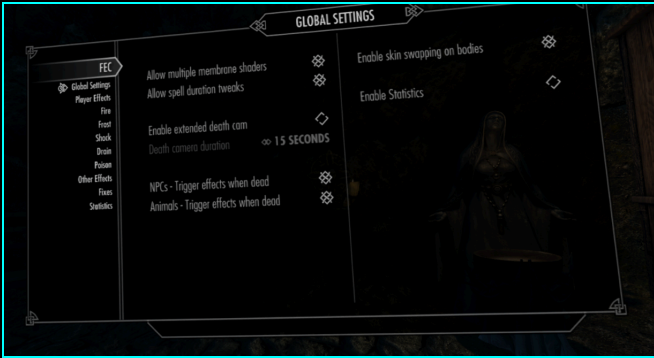 GLOBAL SETTINGS
FEC
Global Settings
Player Effects
Fire
Frost
Shock
Drain
Poison
Other Effects
Fixes
Statistics
Allow multiple membrane shaders
Allow spell duration tweaks
Enable extended death cam
Death camera duration 15 SECONDS
NPCs - Trigger effects when dead
Animals - Trigger effects when dead
Enable skin swapping on bodies
Enable Statistics